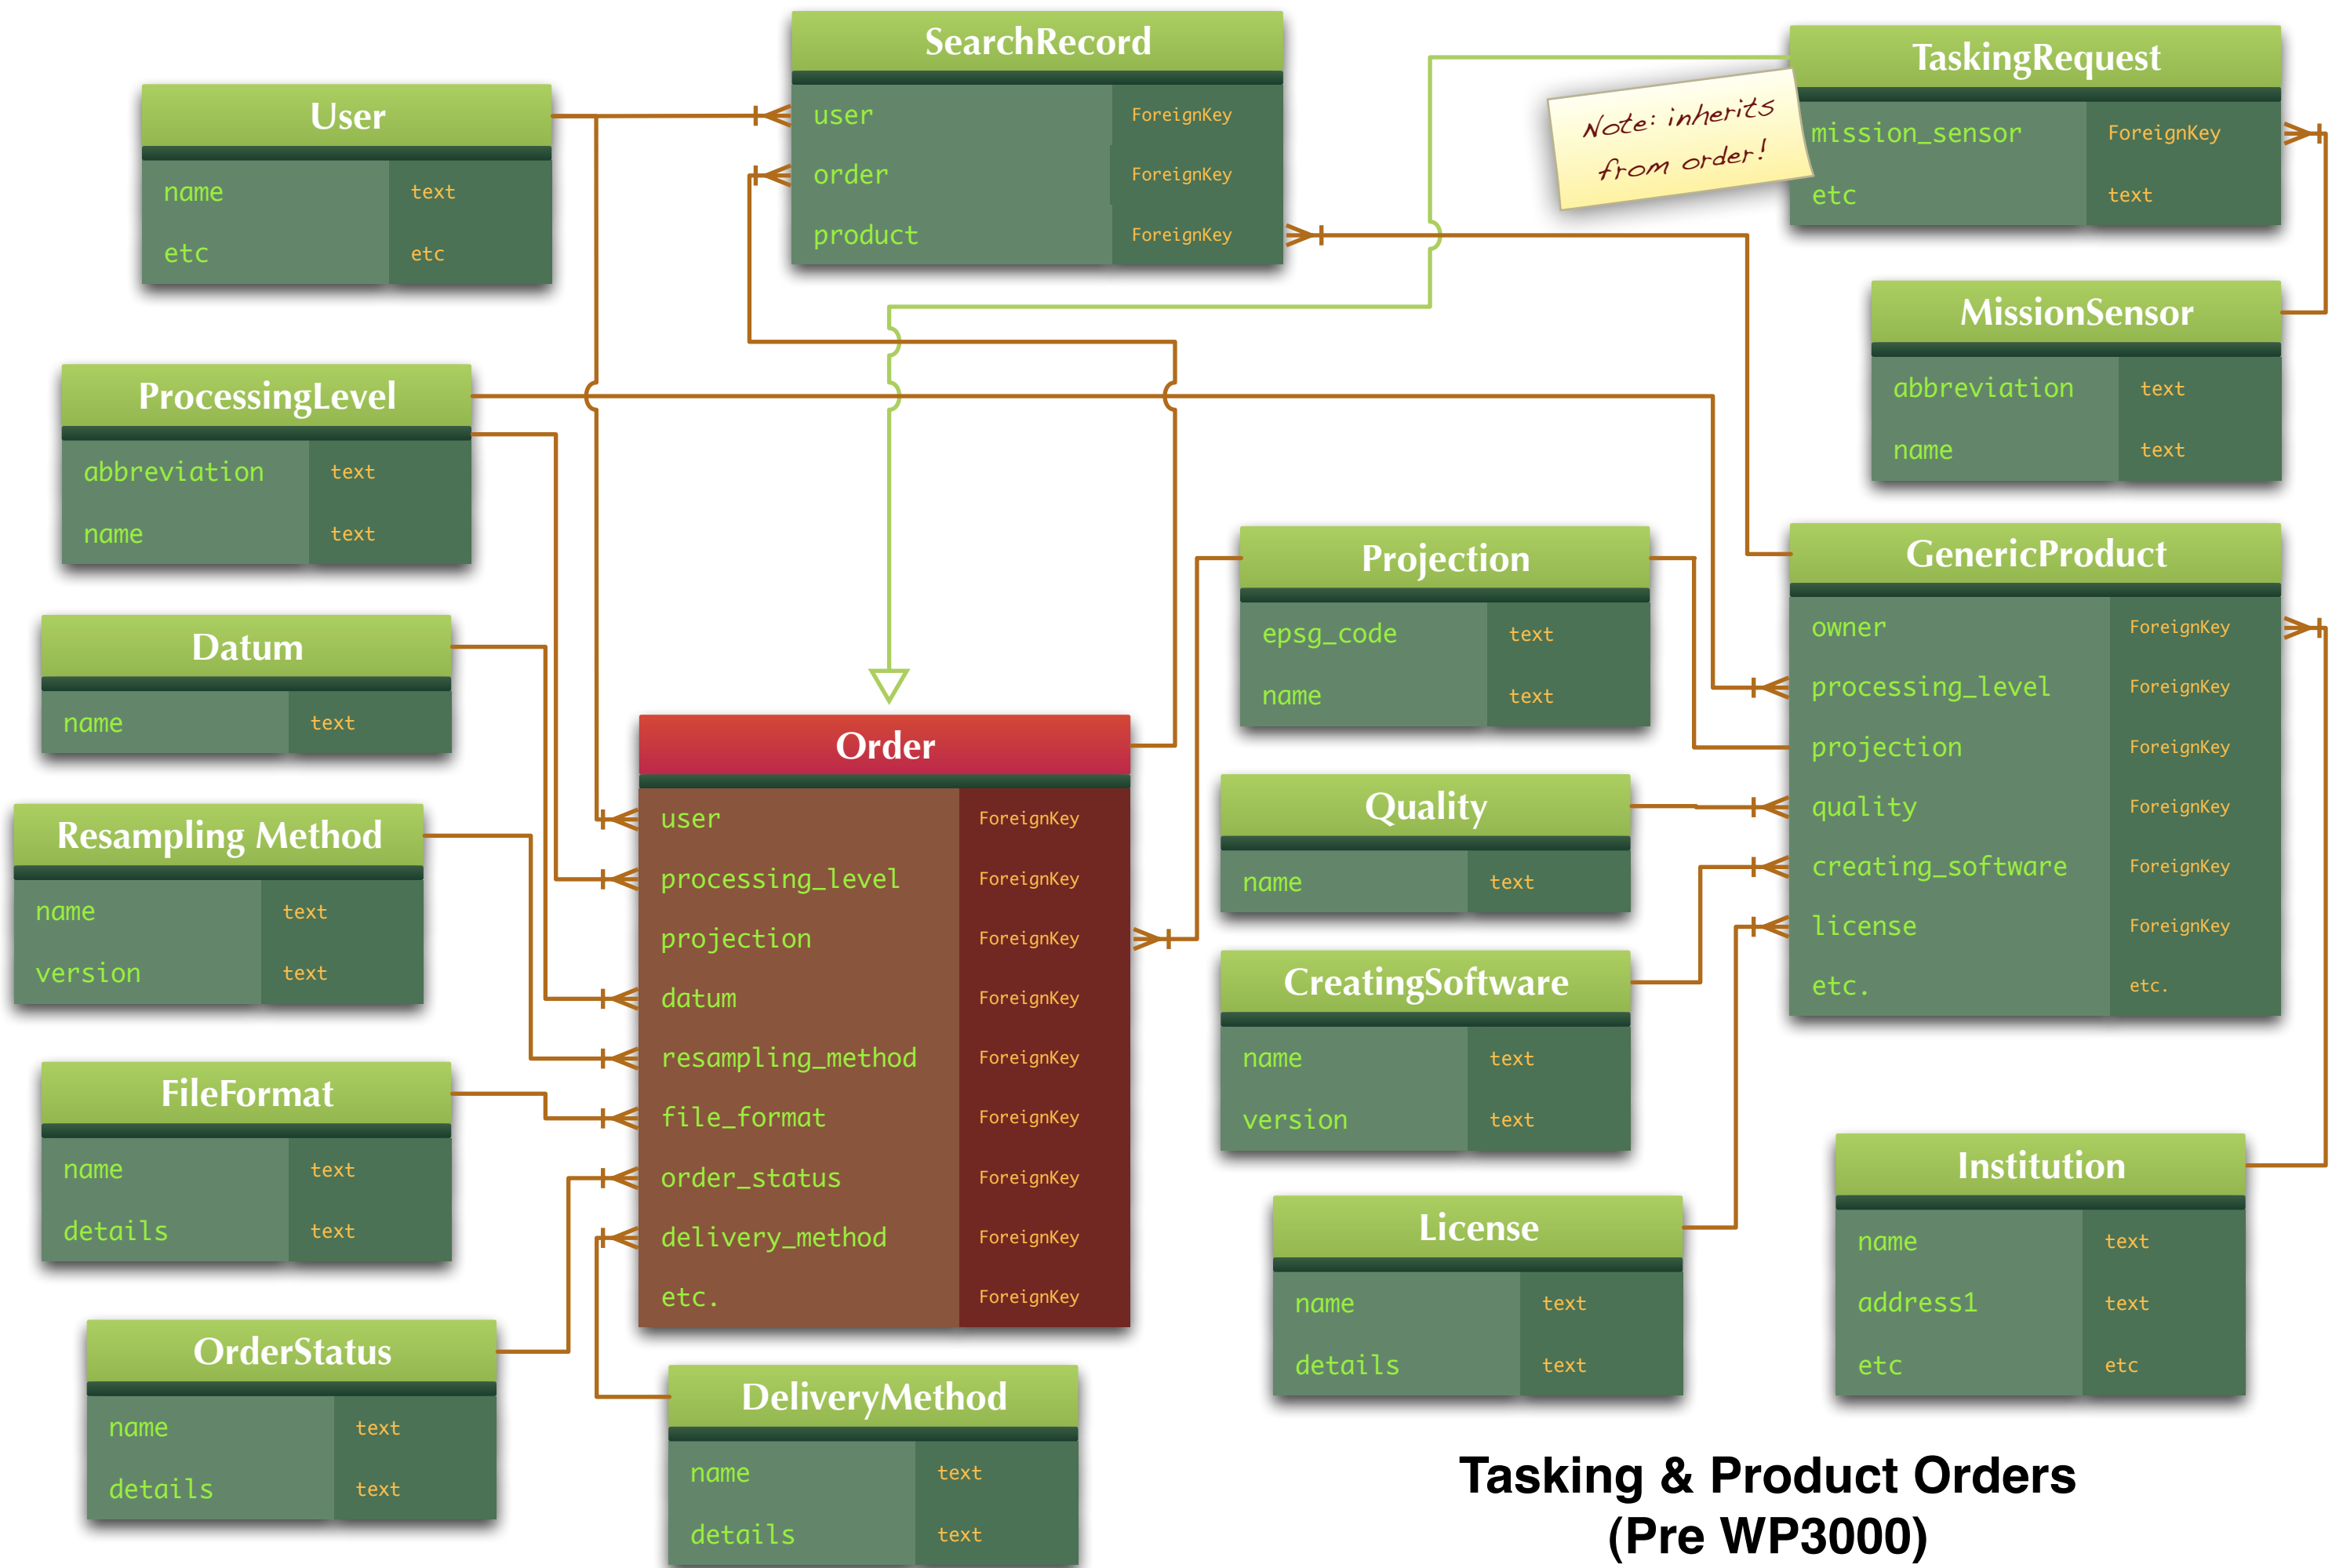 SearchRecord
user ForeignKey
order ForeignKey
product ForeignKey
TaskingRequest
mission_sensor ForeignKey
etc text
Note: inherits
from order!
User
name text
etc etc
MissionSensor
abbreviation text
name text
ProcessingLevel
abbreviation text
name text
Projection
epsg_code text
name text
GenericProduct
owner ForeignKey
processing_level ForeignKey
projection ForeignKey
quality ForeignKey
creating_software ForeignKey
license ForeignKey
etc. etc.
Datum
name text
Order
user ForeignKey
processing_level ForeignKey
projection ForeignKey
datum ForeignKey
resampling_method ForeignKey
file_format ForeignKey
order_status ForeignKey
delivery_method ForeignKey
etc. ForeignKey
Quality
name text
Resampling Method
name text
version text
CreatingSoftware
name text
version text
FileFormat
name text
details text
License
name text
details text
Institution
name text
address1 text
etc etc
OrderStatus
name text
details text
DeliveryMethod
name text
details text
Tasking & Product Orders
(Pre WP3000)